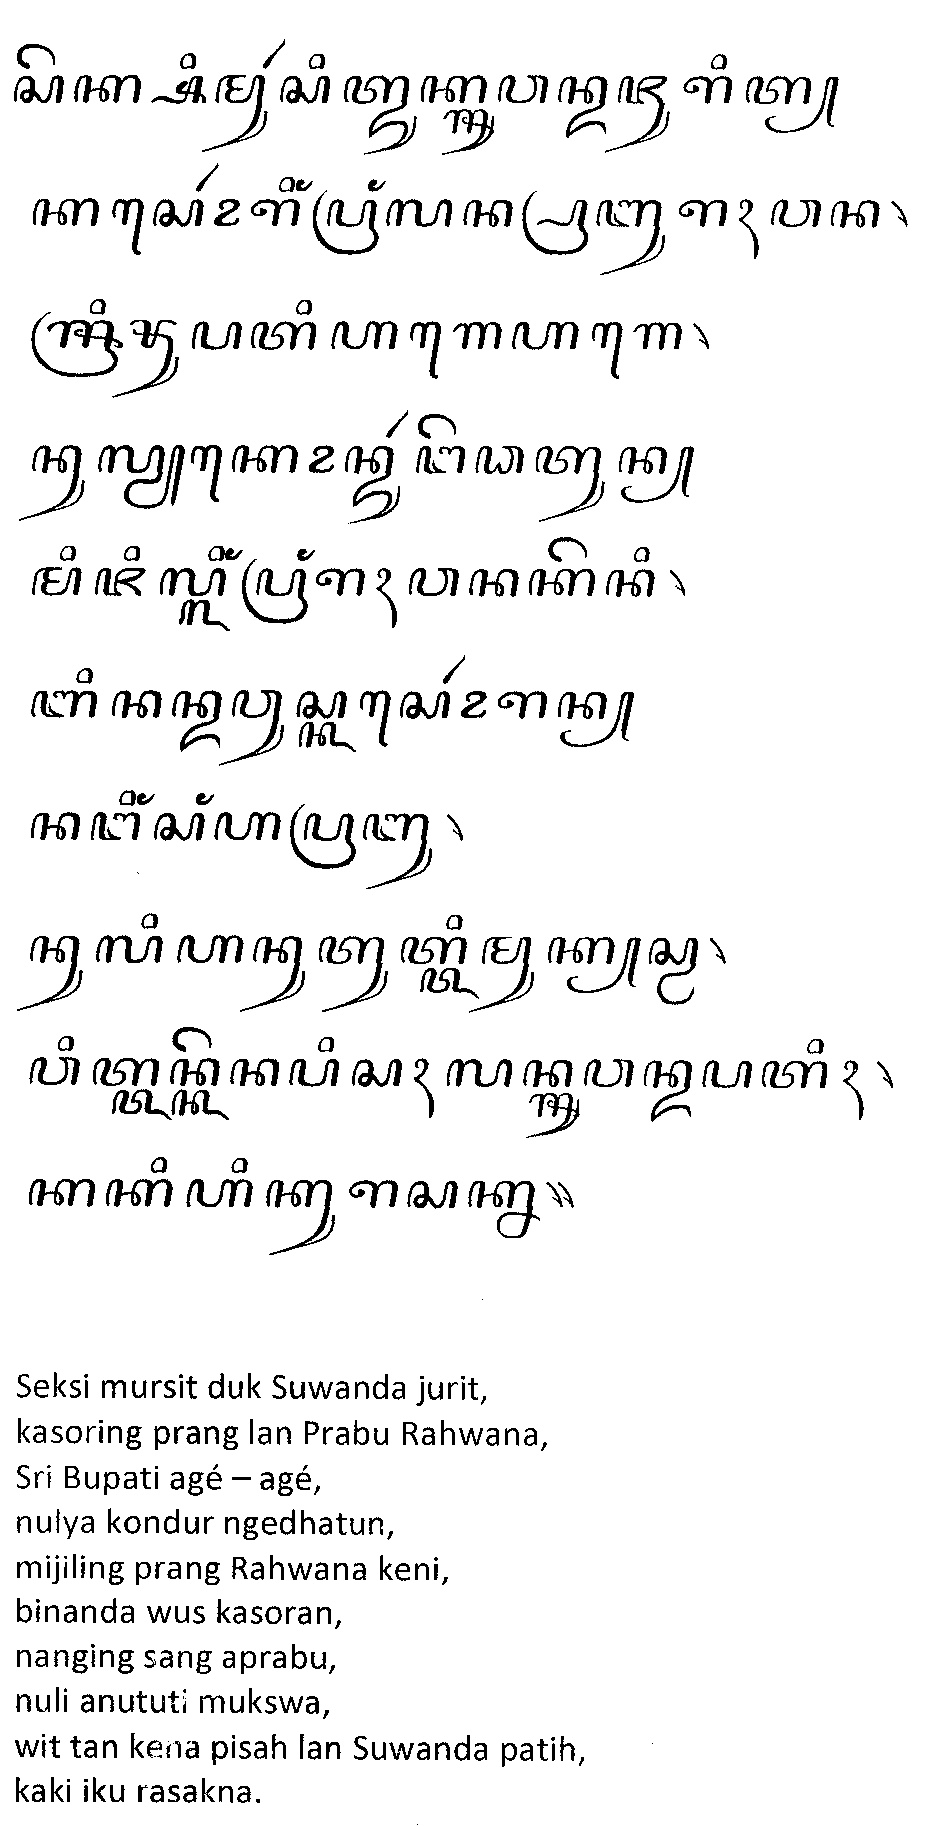 ꦱꦼꦏ꧀ꦱꦶꦩꦸꦂꦱꦶꦠ꧀ꦢꦸꦏ꧀ꦱꦸꦮꦤ꧀ꦢꦗꦸꦫꦶꦠ꧀
ꦏꦱꦺꦴꦂꦫꦶꦁꦥꦿꦁꦭꦤ꧀ꦥꦿꦧꦸꦫꦃꦮꦤ꧈
ꦯꦿꦶꦨꦸꦥꦠꦶꦲꦒꦺꦲꦒꦺ꧈
ꦤꦸꦭꦾꦏꦺꦴꦤ꧀ꦢꦸꦂꦔꦼꦝꦠꦸꦤ꧀
ꦩꦶꦗꦶꦭ꧀ꦭꦶꦁꦥꦿꦁꦫꦃꦮꦤꦏꦼꦤꦶ꧈
ꦧꦶꦤꦤ꧀ꦢꦮꦸꦱ꧀ꦏꦱꦺꦴꦂꦫꦤ꧀
ꦤꦔꦶꦁꦱꦁꦲꦥꦿꦧꦸ꧈
ꦤꦸꦭꦶꦲꦤꦸꦠꦸꦠ꧀ꦠꦶꦩꦸꦏ꧀ꦱ꧀ꦮ꧈
ꦮꦶꦠ꧀ꦠꦤ꧀ꦏꦼꦤꦥꦶꦱꦃꦭꦤ꧀ꦱꦸꦮꦤ꧀ꦢꦥꦠꦶꦃ꧈
ꦏꦏꦶꦲꦶꦏꦸꦫꦱꦏ꧀ꦤ꧉
Seksi mursit duk Suwanda jurit,
kasoring prang lan Prabu Rahwana,
Sri Bupati agé – agé,
nulya kondur ngedhatun,
mijiling prang Rahwana keni,
binanda wus kasoran,
nanging sang aprabu,
nuli anututi mukswa,
wit tan kena pisah lan Suwanda patih,
kaki iku rasakna.